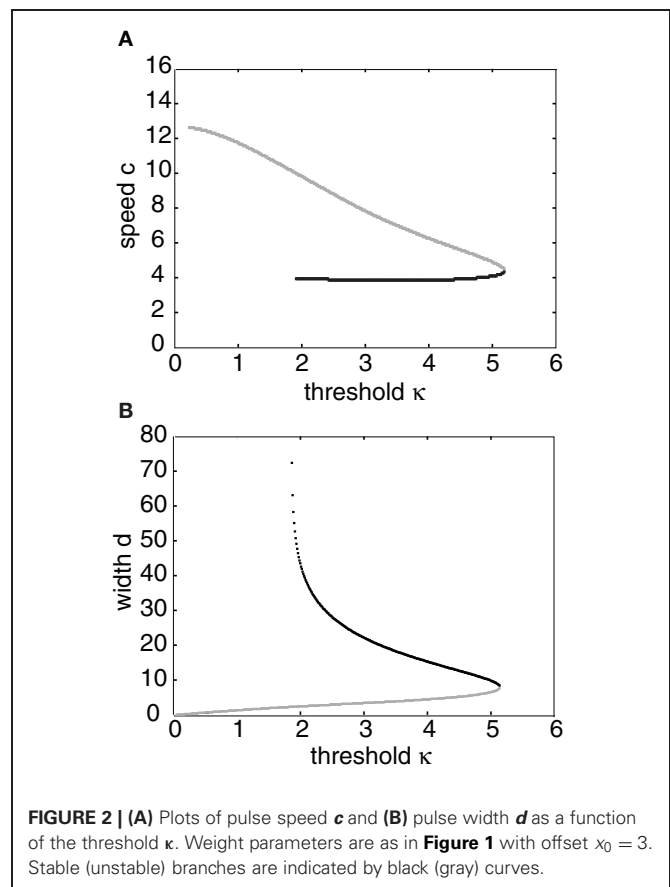 A
16
14
12
10
8
6
4
2
0
speed c
0 1 2 3 4 5 6
threshold κ
B
80
70
60
50
40
30
20
10
0
width d
0 1 2 3 4 5 6
threshold κ
FIGURE 2 | (A) Plots of pulse speed c and (B) pulse width d as a function
of the threshold κ. Weight parameters are as in Figure 1 with offset x₀ = 3.
Stable (unstable) branches are indicated by black (gray) curves.